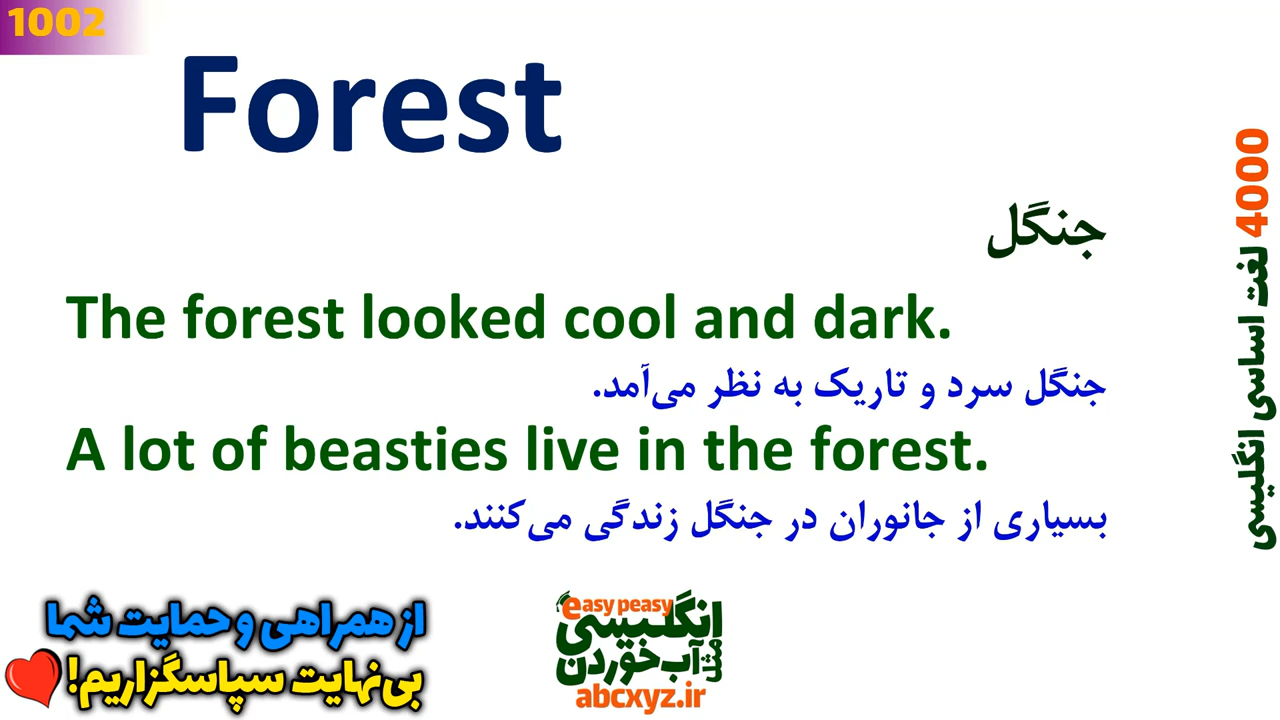 1002
Forest
جنگل
The forest looked cool and dark.
جنگل سرد و تاریک به نظر می‌آمد.
A lot of beasties live in the forest.
بسیاری از جانوران در جنگل زندگی می‌کنند.
4000 لغت اساسی انگلیسی
از همراهی و حمایت شما
بی‌نهایت سپاسگزاریم!
easy peasy
انگلیسی
مثل آب خوردن
abcxyz.ir